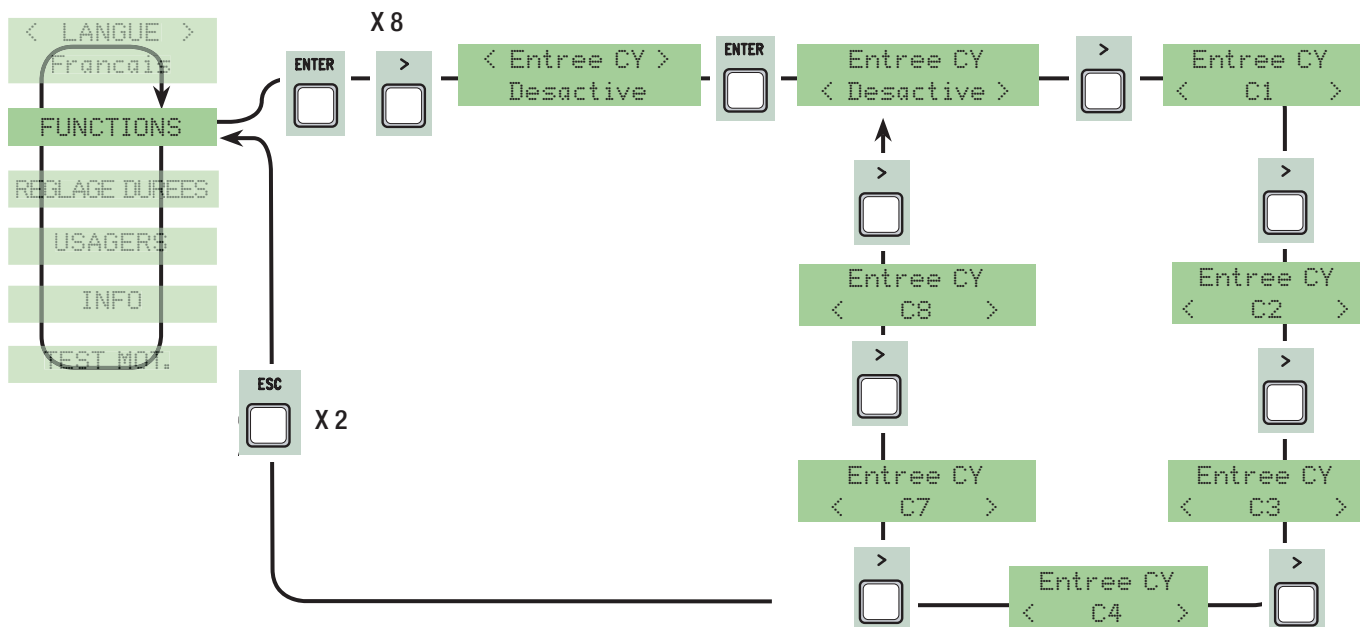 < LANGUE >
Francais
FUNCTIONS
REGLAGE DUREES
USAGERS
INFO
TEST MOT.
ENTER
X 8
>
< Entree CY >
Desactive
ENTER
Entree CY
< Desactive >
>
Entree CY
< C1 >
>
Entree CY
< C2 >
>
Entree CY
< C3 >
>
Entree CY
< C4 >
>
Entree CY
< C7 >
>
Entree CY
< C8 >
>
ESC
X 2